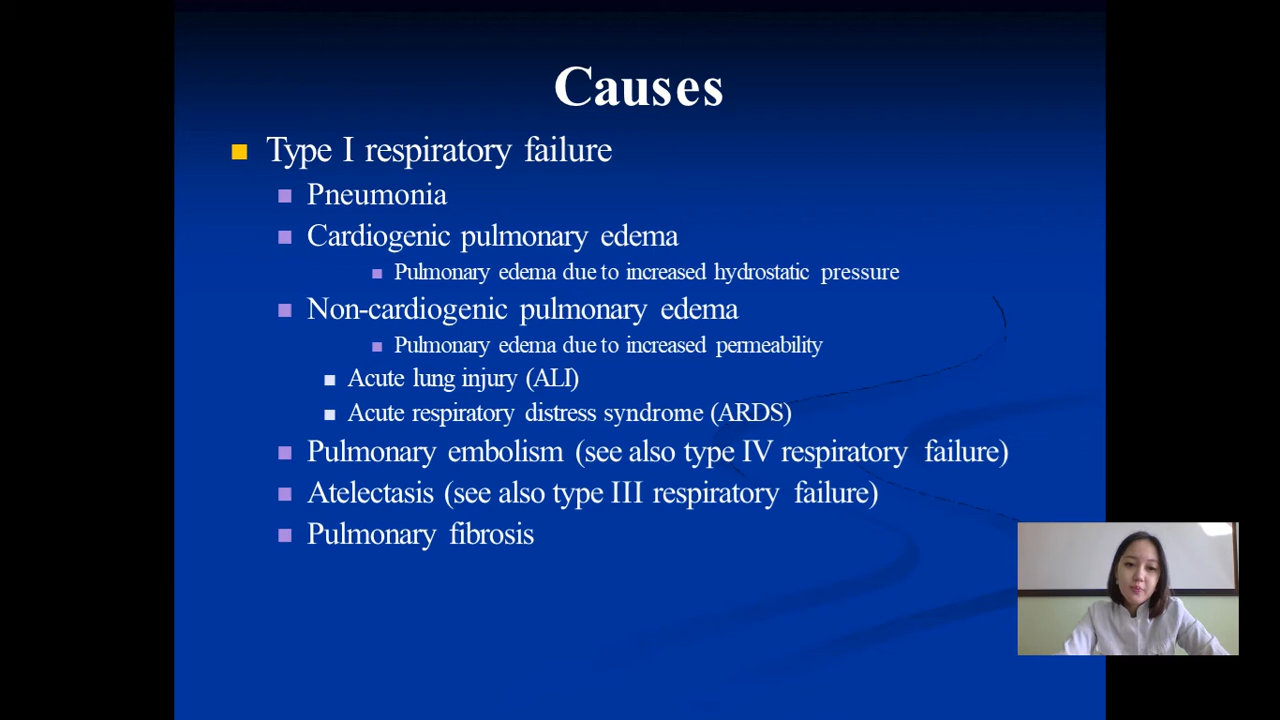 Causes
Type I respiratory failure
Pneumonia
Cardiogenic pulmonary edema
Pulmonary edema due to increased hydrostatic pressure
Non-cardiogenic pulmonary edema
Pulmonary edema due to increased permeability
Acute lung injury (ALI)
Acute respiratory distress syndrome (ARDS)
Pulmonary embolism (see also type IV respiratory failure)
Atelectasis (see also type III respiratory failure)
Pulmonary fibrosis